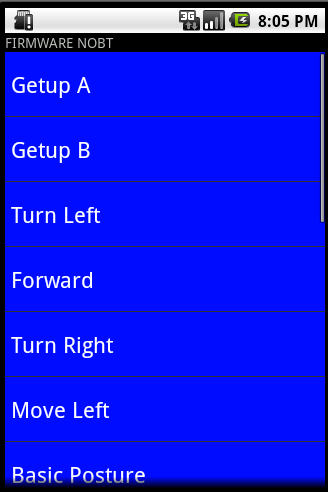 3G
8:05 PM
FIRMWARE NOBT
Getup A
Getup B
Turn Left
Forward
Turn Right
Move Left
Basic Posture